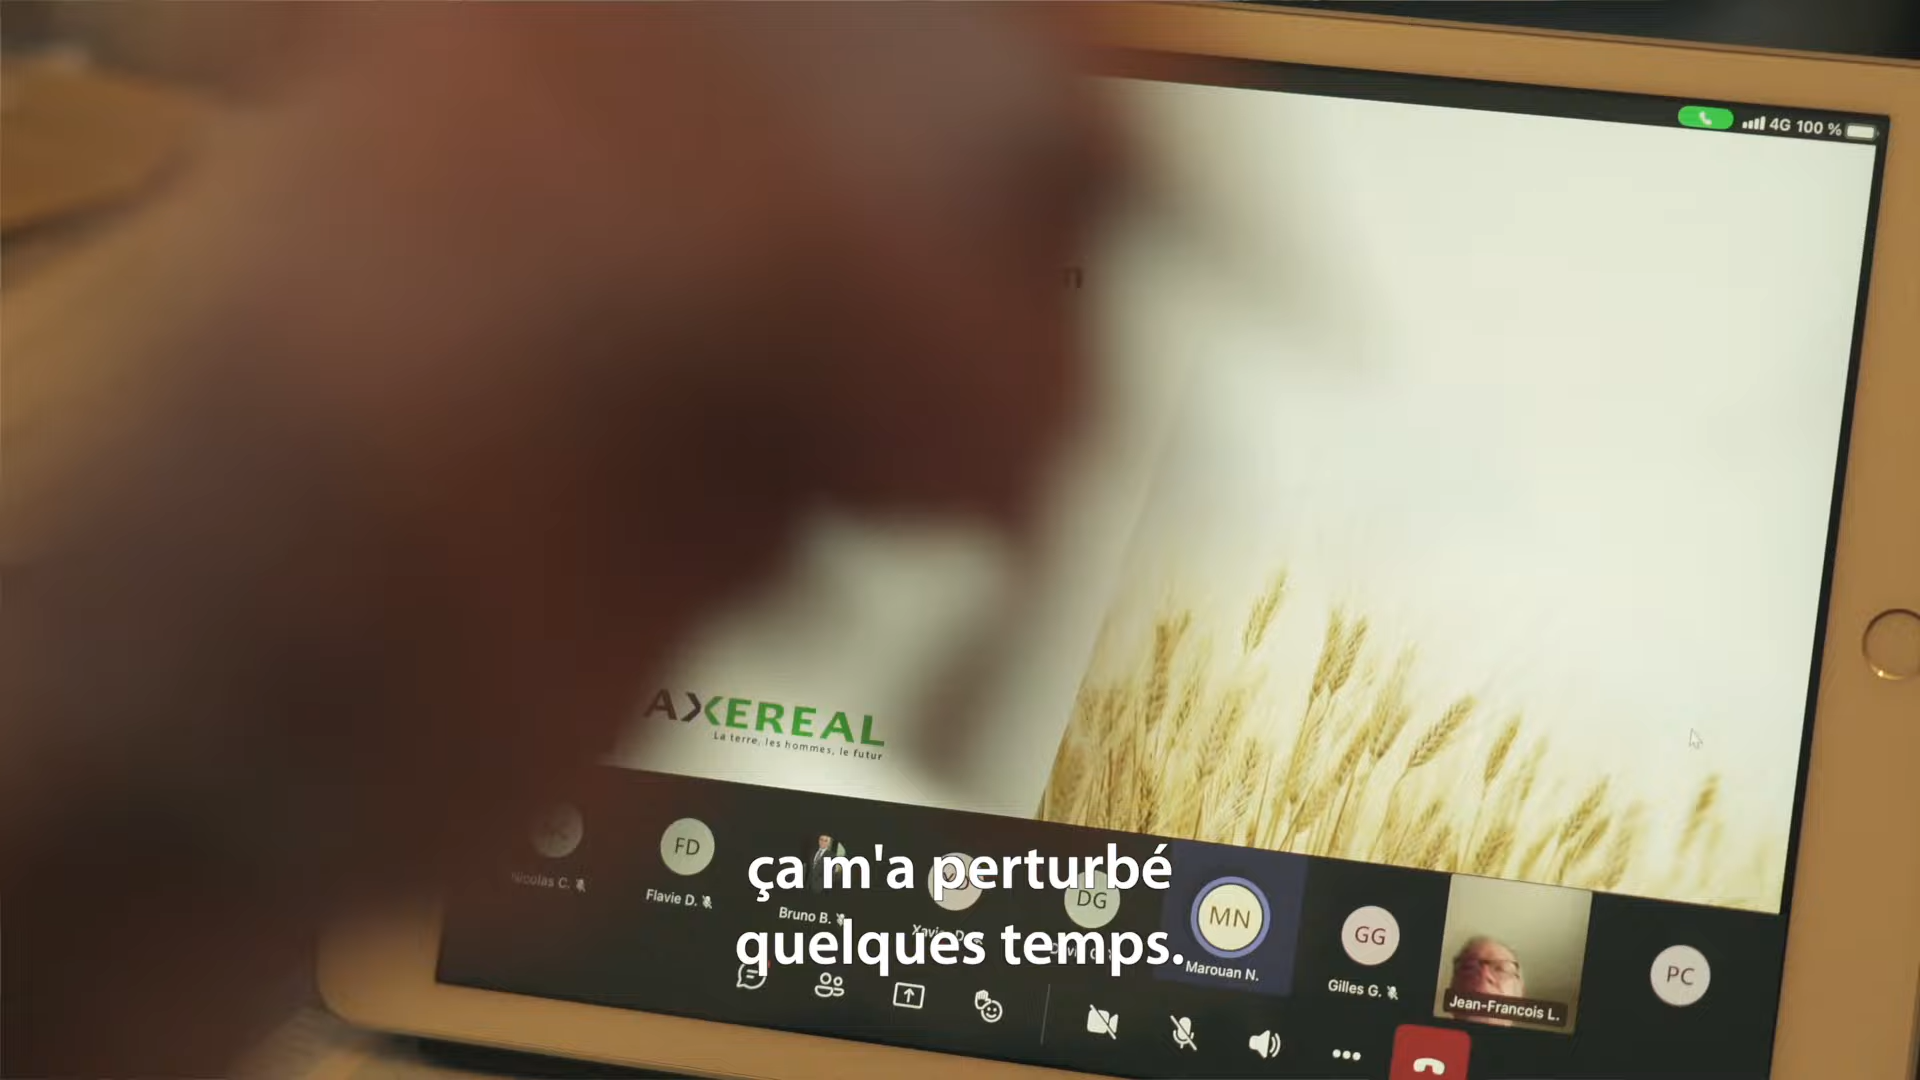 4G 100 %
AXEREAL
La terre, les hommes, le futur
FD
DG
MN
GG
PC
Nicolas C.
Flavie D.
Bruno B.
Marouan N.
Gilles G.
Jean-Francois L.
ça m'a perturbé
quelques temps.